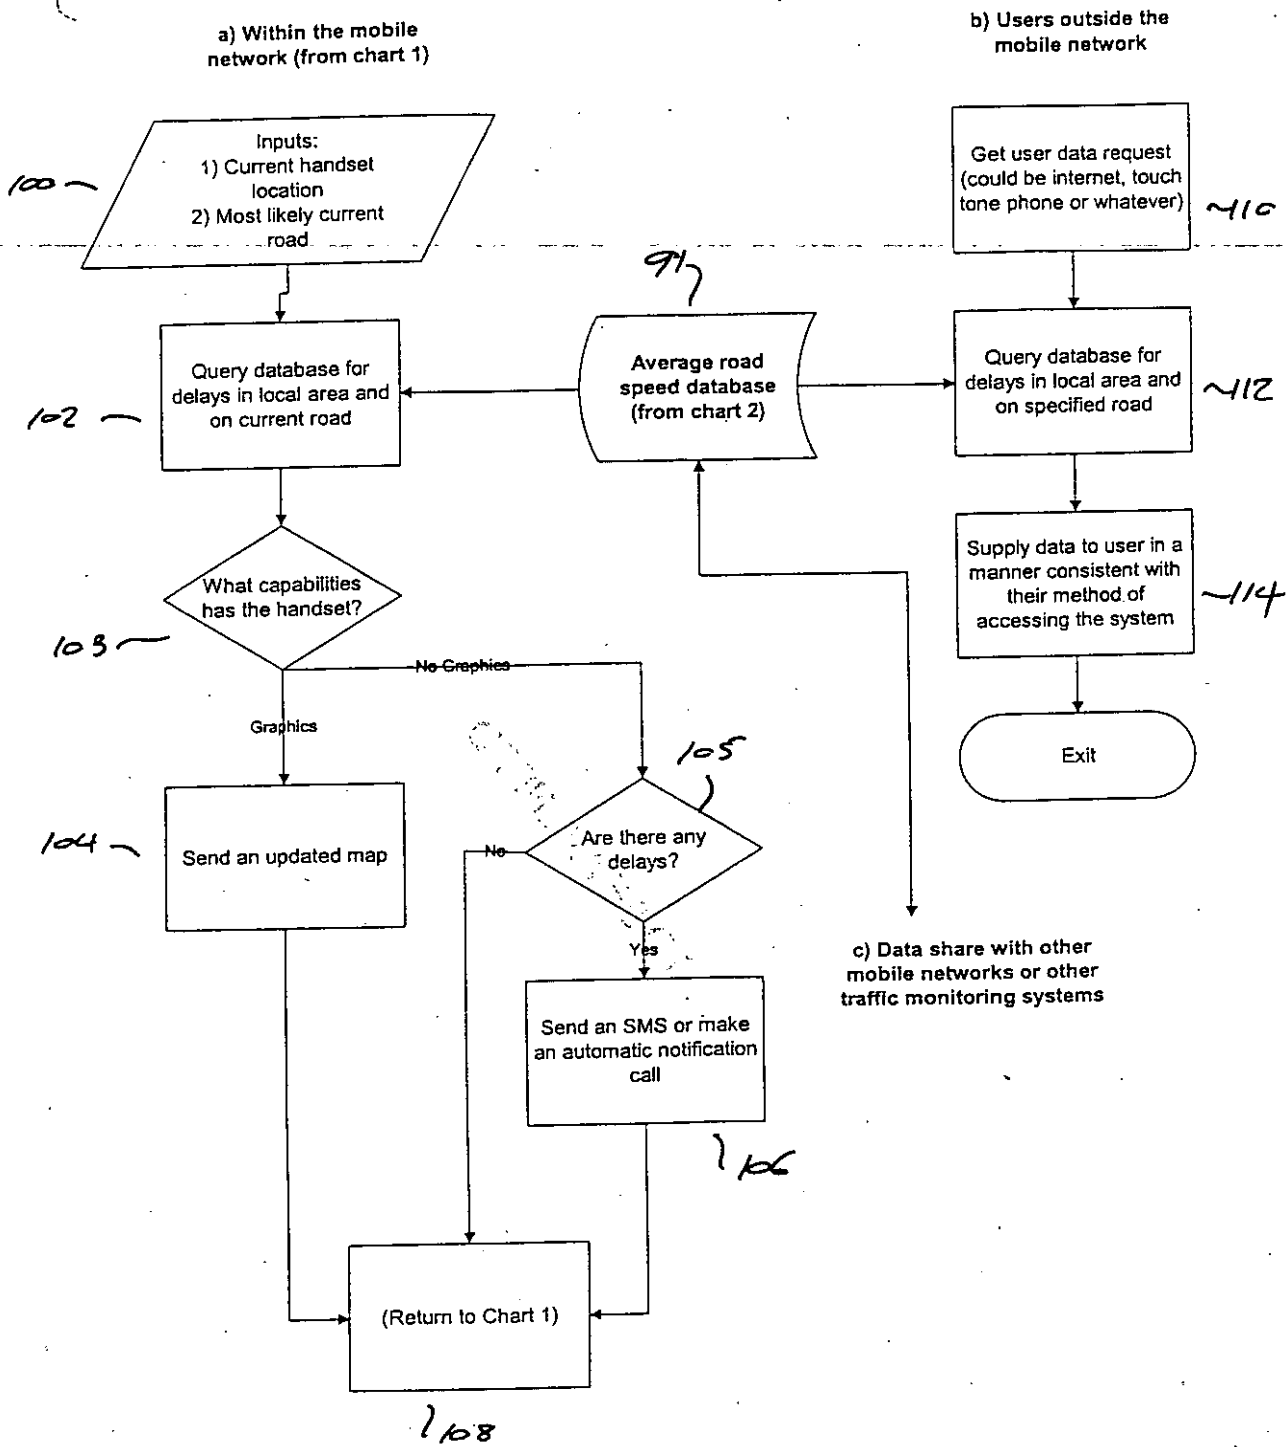 a) Within the mobile
network (from chart 1)
b) Users outside the
mobile network
Inputs:
1) Current handset
location
2) Most likely current
road
100
Get user data request
(could be internet, touch
tone phone or whatever)
110
91
Query database for
delays in local area and
on current road
102
Average road
speed database
(from chart 2)
Query database for
delays in local area and
on specified road
112
What capabilities
has the handset?
103
Supply data to user in a
manner consistent with
their method of
accessing the system
114
No Graphics
Graphics
Exit
105
Send an updated map
104
Are there any
delays?
No
Yes
c) Data share with other
mobile networks or other
traffic monitoring systems
Send an SMS or make
an automatic notification
call
106
(Return to Chart 1)
108